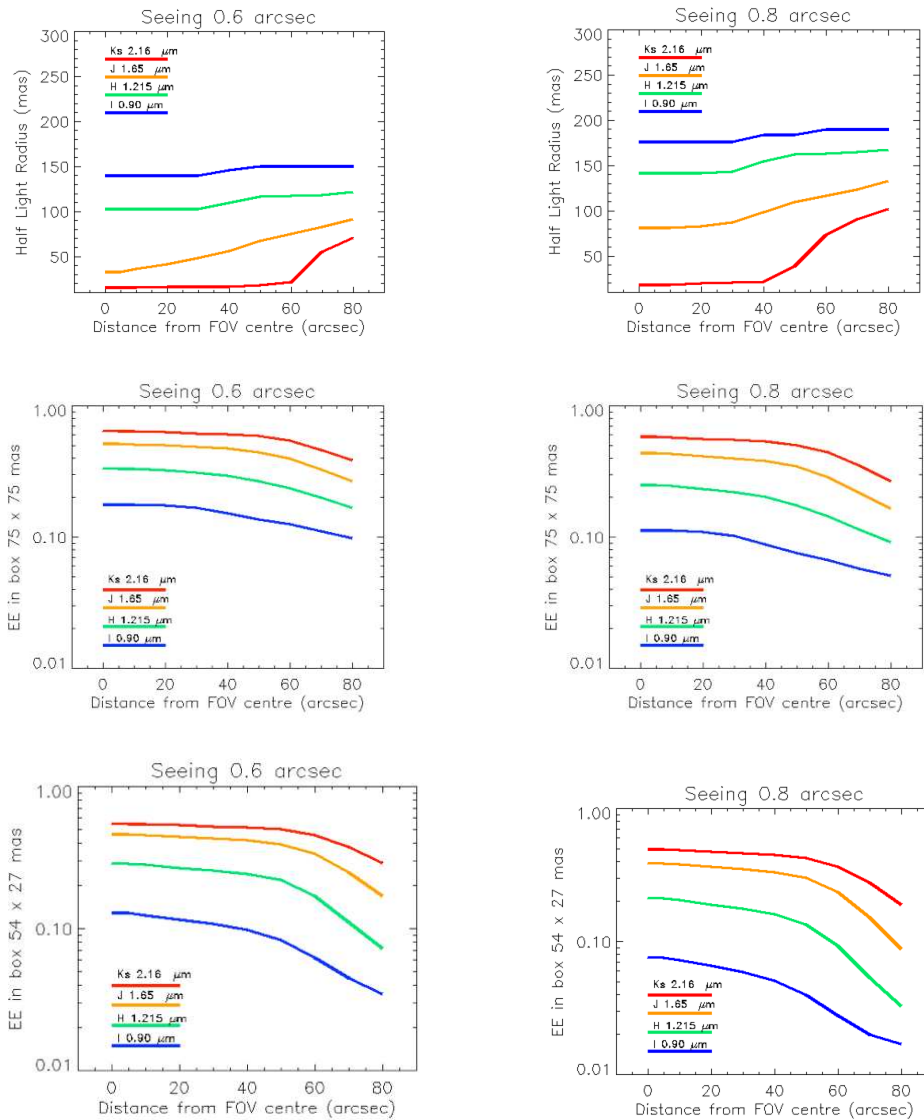 Seeing 0.6 arcsec
Half Light Radius (mas)
300
250
200
150
100
50
Ks 2.16 μm
J 1.65 μm
H 1.215 μm
I 0.90 μm
0 20 40 60 80
Distance from FOV centre (arcsec)
Seeing 0.8 arcsec
Half Light Radius (mas)
300
250
200
150
100
50
Ks 2.16 μm
J 1.65 μm
H 1.215 μm
I 0.90 μm
0 20 40 60 80
Distance from FOV centre (arcsec)
Seeing 0.6 arcsec
EE in box 75 x 75 mas
1.00
0.10
0.01
Ks 2.16 μm
J 1.65 μm
H 1.215 μm
I 0.90 μm
0 20 40 60 80
Distance from FOV centre (arcsec)
Seeing 0.8 arcsec
EE in box 75 x 75 mas
1.00
0.10
0.01
Ks 2.16 μm
J 1.65 μm
H 1.215 μm
I 0.90 μm
0 20 40 60 80
Distance from FOV centre (arcsec)
Seeing 0.6 arcsec
EE in box 54 x 27 mas
1.00
0.10
0.01
Ks 2.16 μm
J 1.65 μm
H 1.215 μm
I 0.90 μm
0 20 40 60 80
Distance from FOV centre (arcsec)
Seeing 0.8 arcsec
EE in box 54 x 27 mas
1.00
0.10
0.01
Ks 2.16 μm
J 1.65 μm
H 1.215 μm
I 0.90 μm
0 20 40 60 80
Distance from FOV centre (arcsec)